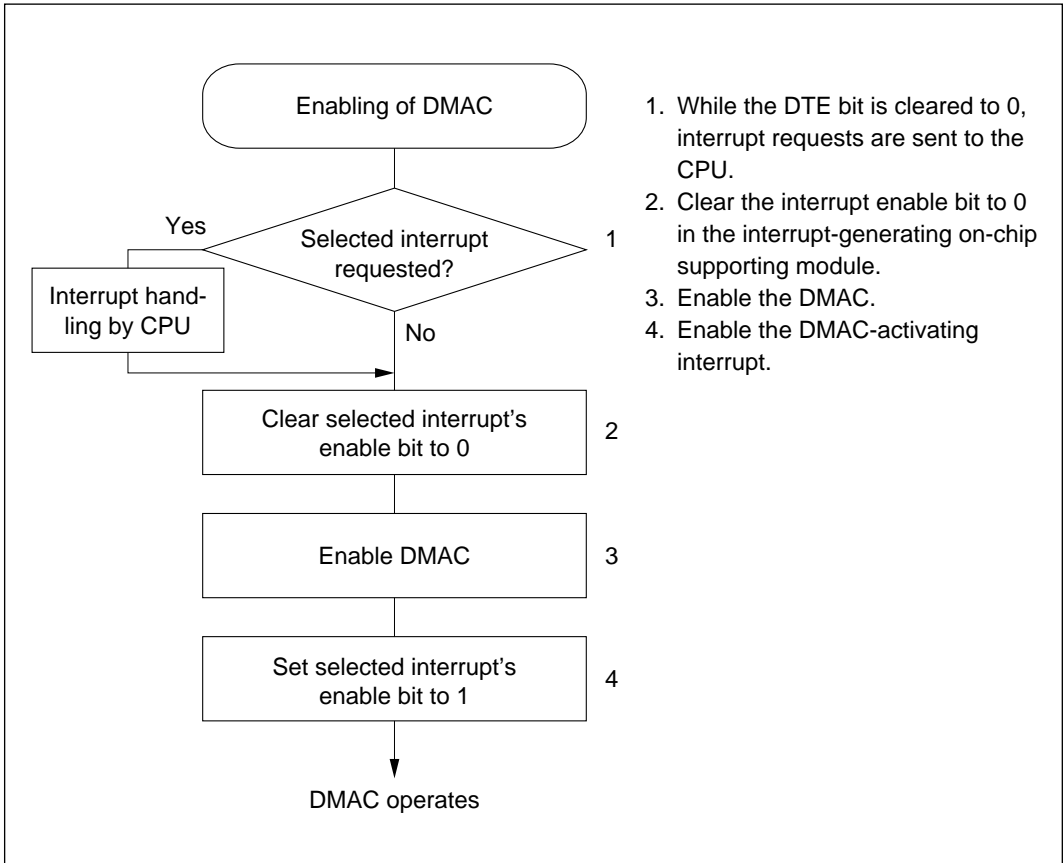 Enabling of DMAC
Yes
Selected interrupt
requested?
1
Interrupt hand-
ling by CPU
No
Clear selected interrupt's
enable bit to 0
2
Enable DMAC
3
Set selected interrupt's
enable bit to 1
4
DMAC operates
1. While the DTE bit is cleared to 0,
interrupt requests are sent to the
CPU.
2. Clear the interrupt enable bit to 0
in the interrupt-generating on-chip
supporting module.
3. Enable the DMAC.
4. Enable the DMAC-activating
interrupt.